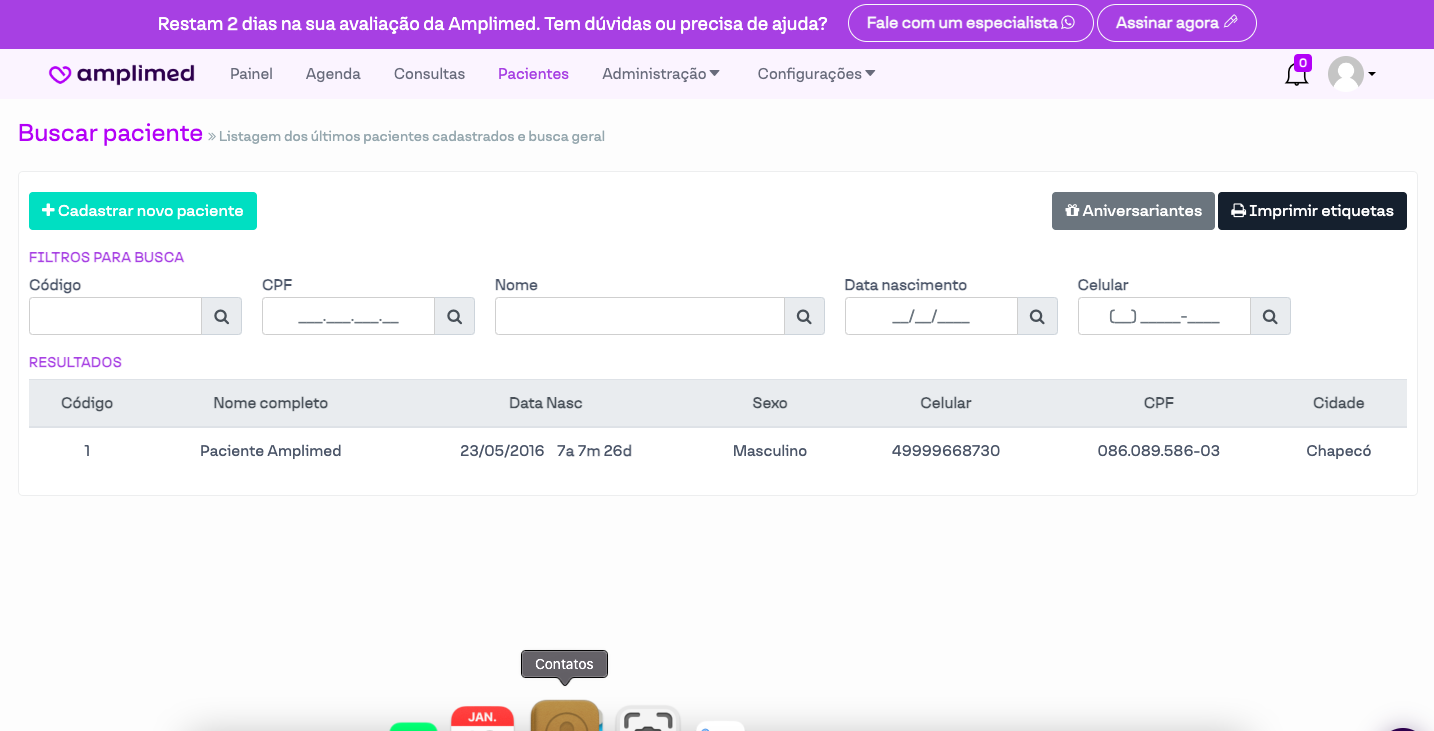 Restam 2 dias na sua avaliação da Amplimed. Tem dúvidas ou precisa de ajuda? Fale com um especialista Assinar agora
amplimed Painel Agenda Consultas Pacientes Administração Configurações 0
Buscar paciente » Listagem dos últimos pacientes cadastrados e busca geral
+ Cadastrar novo paciente Aniversariantes Imprimir etiquetas
FILTROS PARA BUSCA
Código CPF Nome Data nascimento Celular
___.___.___.__ __/__/____ (__) _____-____
RESULTADOS
Código Nome completo Data Nasc Sexo Celular CPF Cidade
1 Paciente Amplimed 23/05/2016 7a 7m 26d Masculino 49999668730 086.089.586-03 Chapecó
Contatos
JAN.